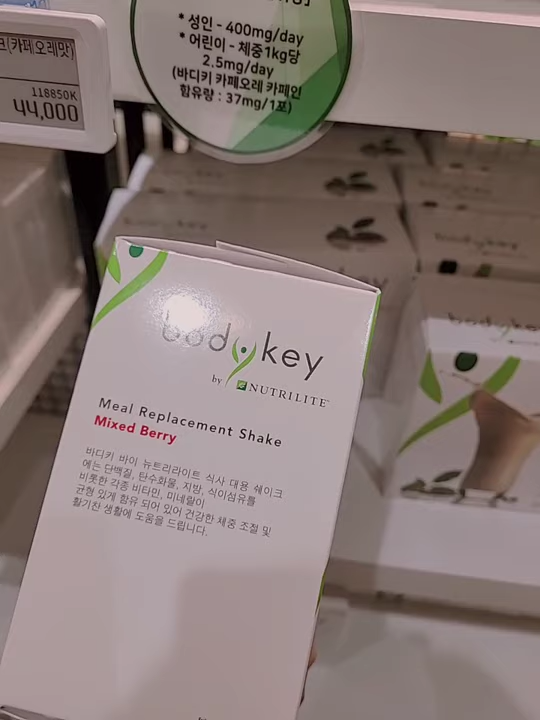 (카페오레맛)
118850K
44,000
* 성인 - 400mg/day
* 어린이 - 체중1kg당
2.5mg/day
(바디키 카페오레 카페인
함유량 : 37mg/1포)
bodykey
by NUTRILITE
Meal Replacement Shake
Mixed Berry
바디키 바이 뉴트리라이트 식사 대용 쉐이크
에는 단백질, 탄수화물, 지방, 식이섬유를
비롯한 각종 비타민, 미네랄이
균형 있게 함유 되어 있어 건강한 체중 조절 및
활기찬 생활에 도움을 드립니다.
bodykey